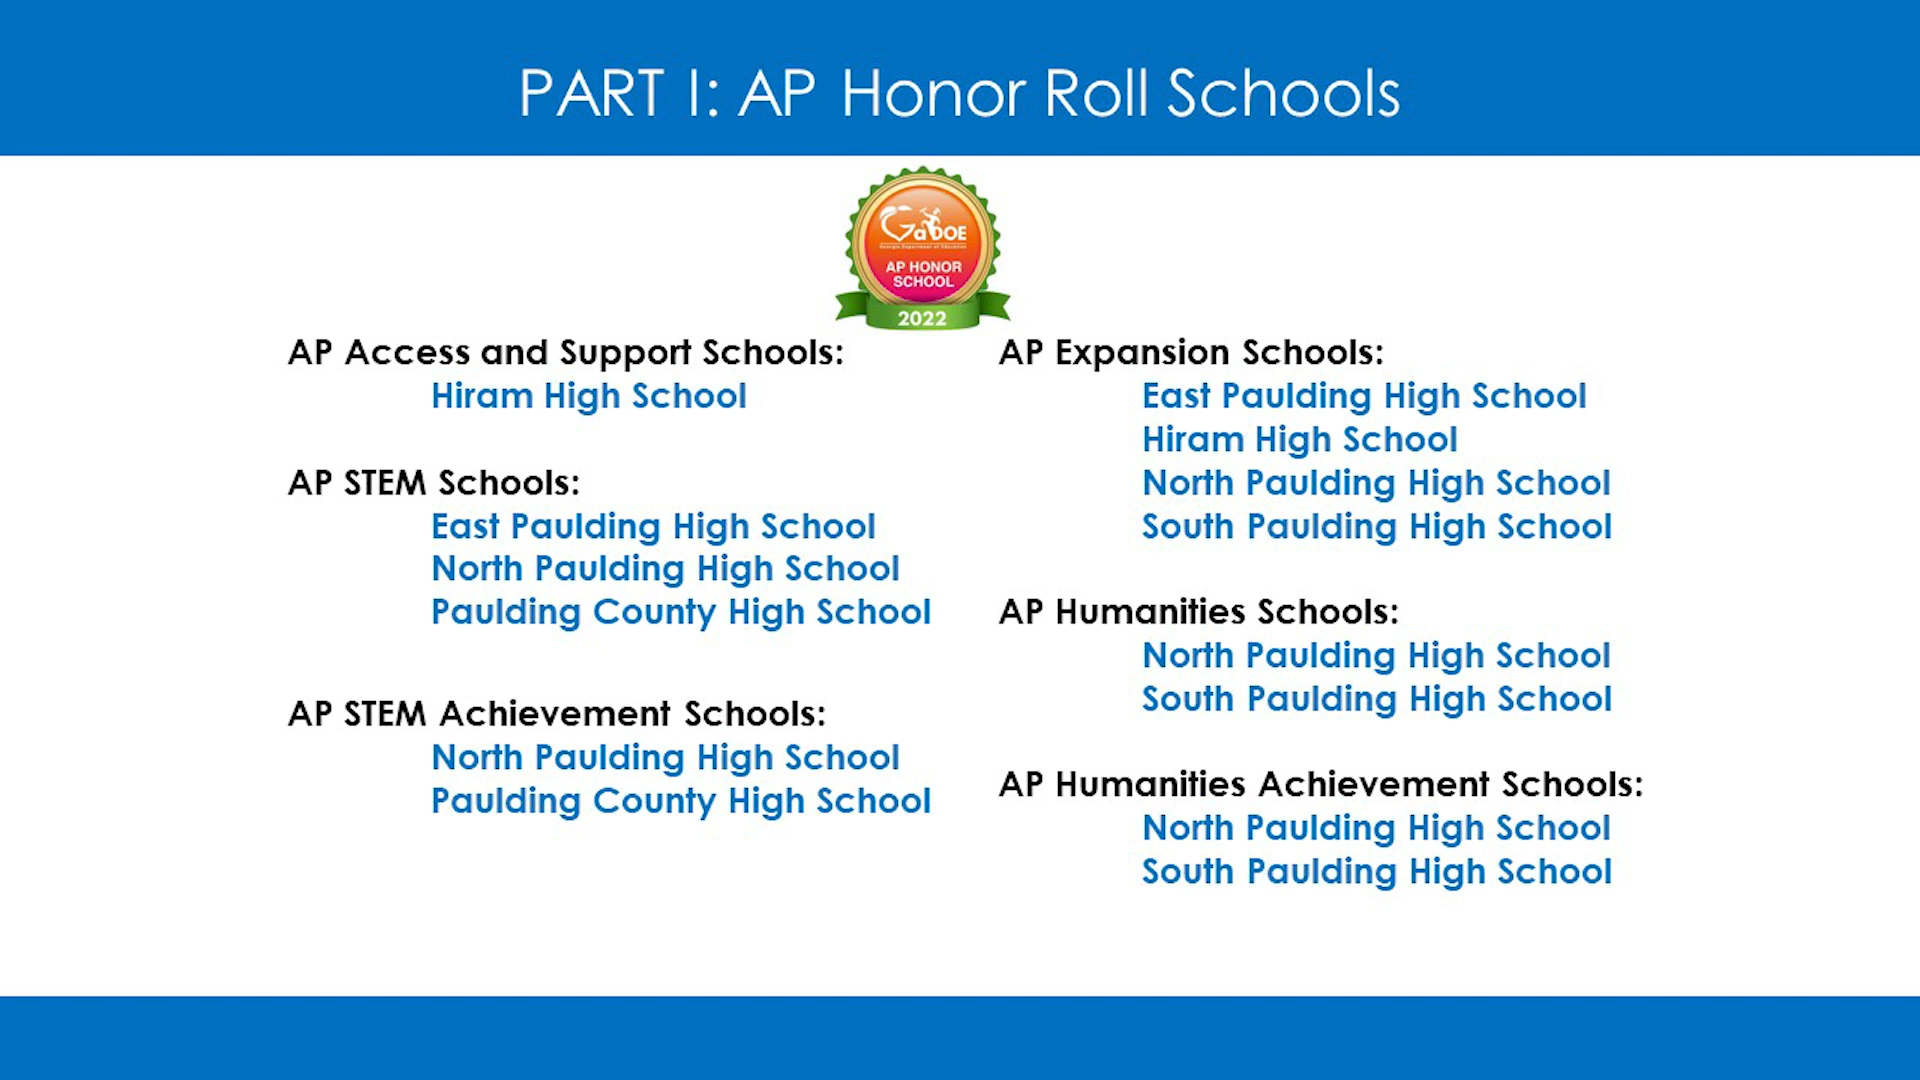 PART I: AP Honor Roll Schools
GaDOE
Georgia Department of Education
AP HONOR
SCHOOL
2022
AP Access and Support Schools:
Hiram High School
AP STEM Schools:
East Paulding High School
North Paulding High School
Paulding County High School
AP STEM Achievement Schools:
North Paulding High School
Paulding County High School
AP Expansion Schools:
East Paulding High School
Hiram High School
North Paulding High School
South Paulding High School
AP Humanities Schools:
North Paulding High School
South Paulding High School
AP Humanities Achievement Schools:
North Paulding High School
South Paulding High School